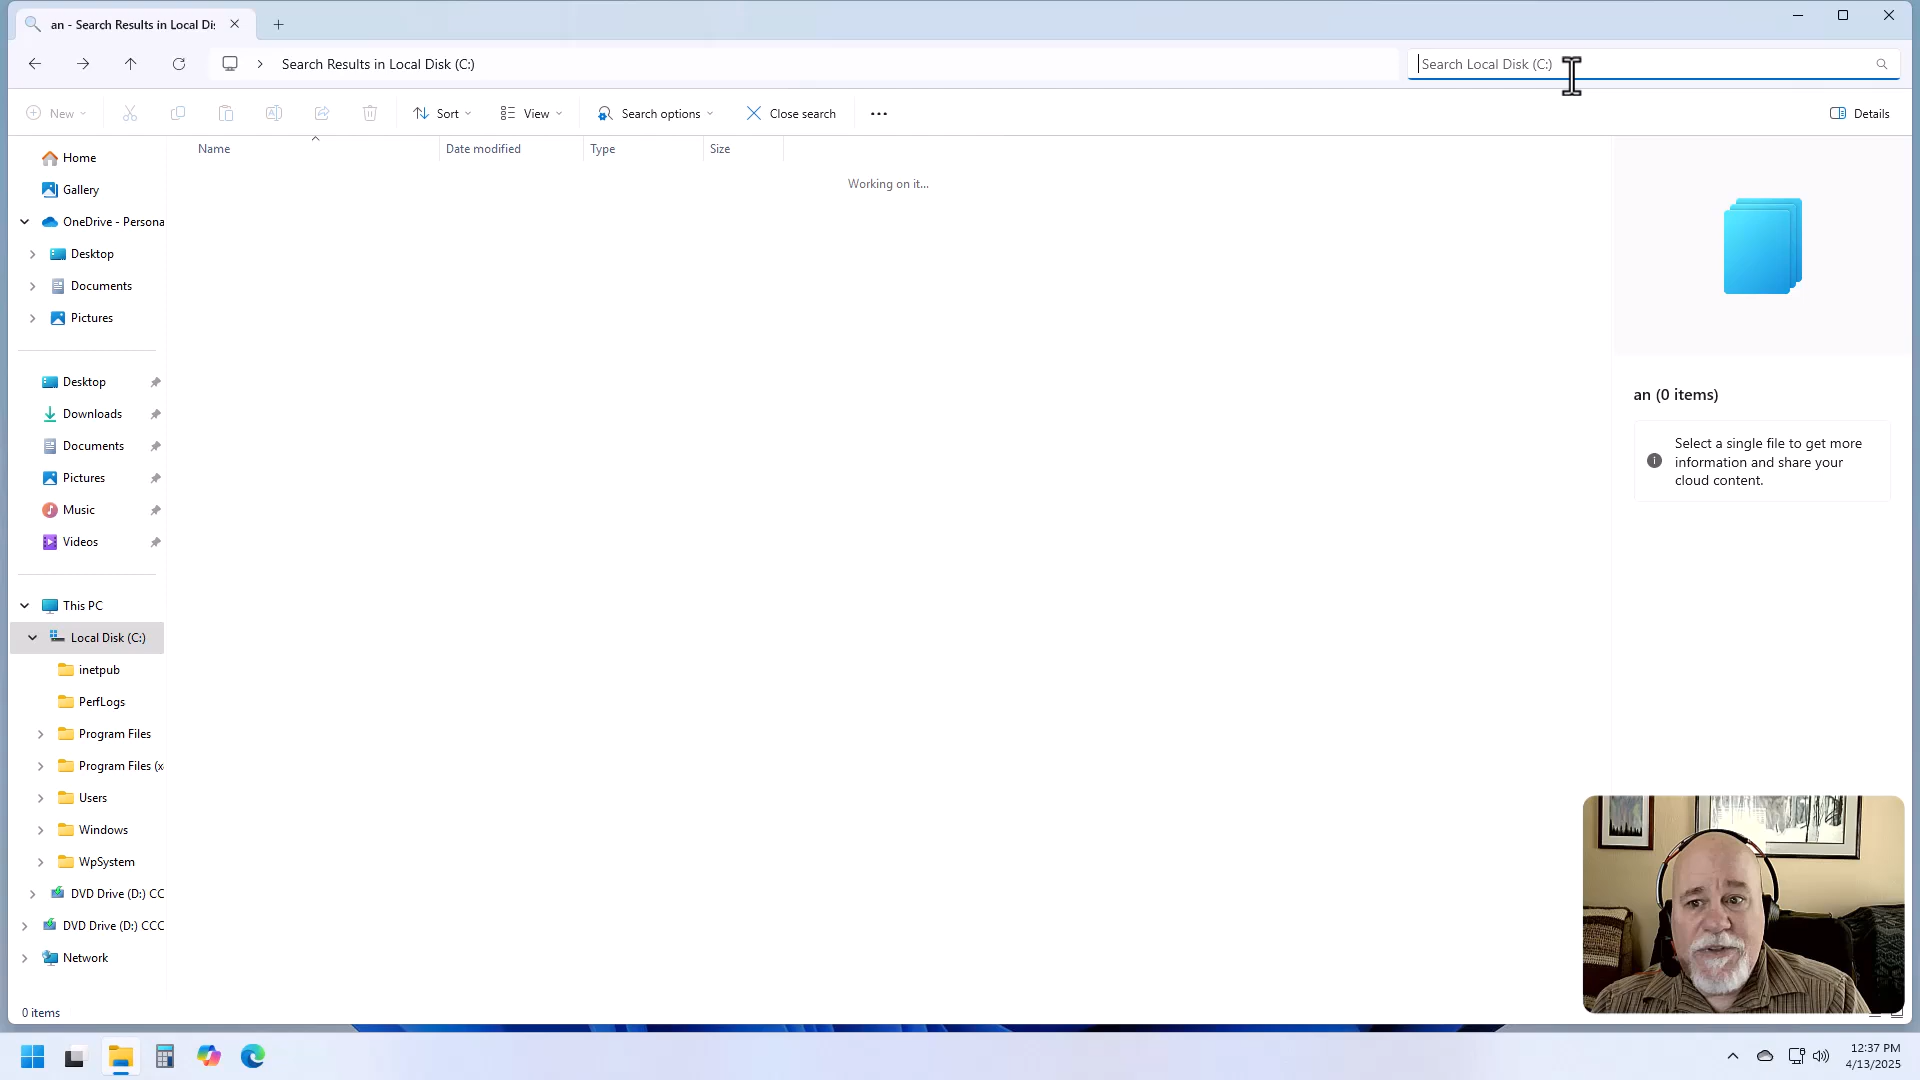 an - Search Results in Local Di
Search Results in Local Disk (C:)
Search Local Disk (C:)
New
Sort
View
Search options
Close search
Details
Name
Date modified
Type
Size
Working on it...
Home
Gallery
OneDrive - Persona
Desktop
Documents
Pictures
Desktop
Downloads
Documents
Pictures
Music
Videos
This PC
Local Disk (C:)
inetpub
PerfLogs
Program Files
Program Files (x
Users
Windows
WpSystem
DVD Drive (D:) CC
DVD Drive (D:) CCC
Network
an (0 items)
Select a single file to get more
information and share your
cloud content.
0 items
12:37 PM
4/13/2025